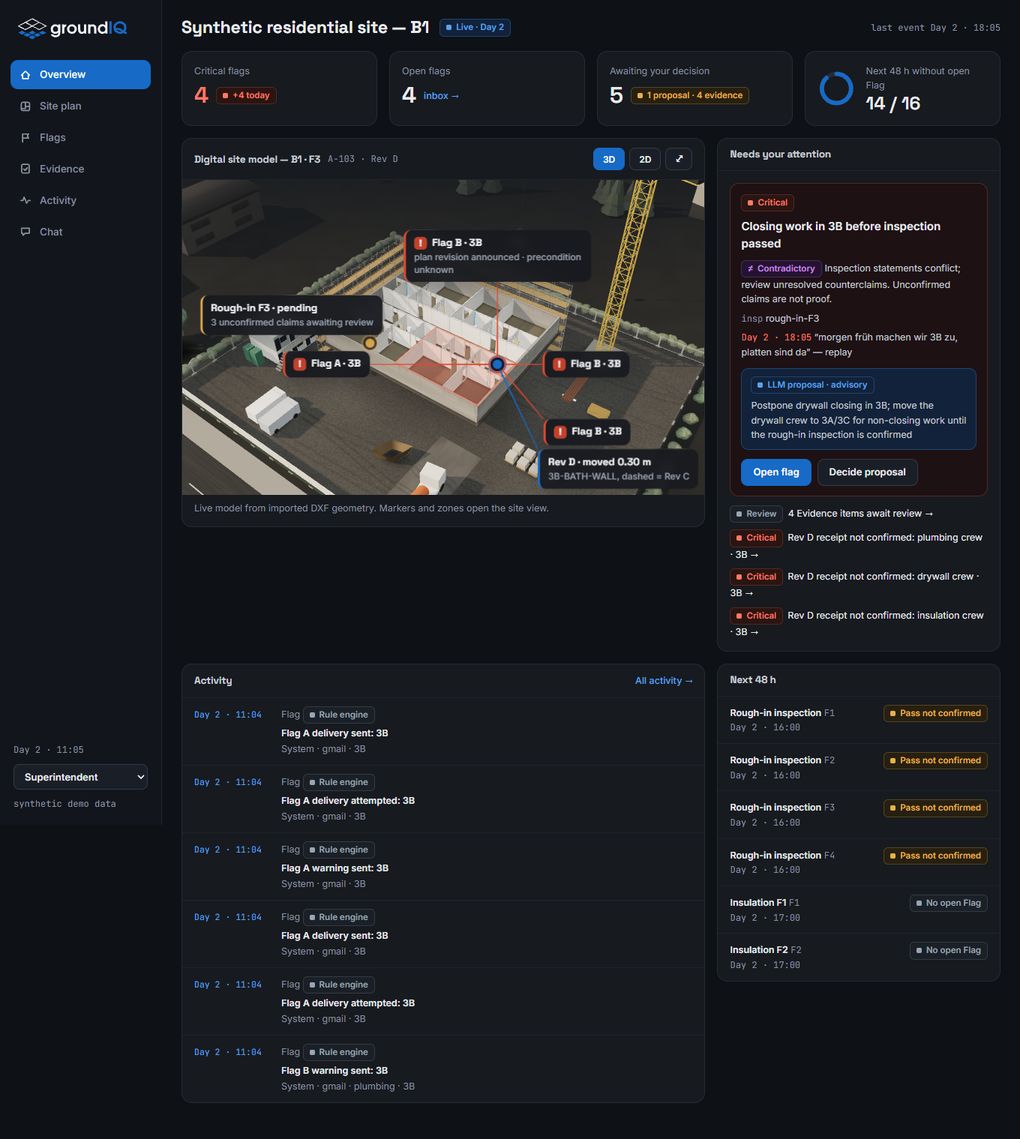 groundIQ
Overview
Site plan
Flags
Evidence
Activity
Chat
Day 2 · 11:05
Superintendent
synthetic demo data
Synthetic residential site — B1
Live · Day 2
last event Day 2 · 18:05
Critical flags
4 +4 today
Open flags
4 inbox →
Awaiting your decision
5 1 proposal · 4 evidence
Next 48 h without open
Flag
14 / 16
Digital site model — B1 · F3 A-103 · Rev D
3D 2D
! Flag B · 3B
plan revision announced · precondition
unknown
Rough-in F3 · pending
3 unconfirmed claims awaiting review
! Flag A · 3B
! Flag B · 3B
! Flag B · 3B
Rev D · moved 0.30 m
3B-BATH-WALL, dashed = Rev C
Live model from imported DXF geometry. Markers and zones open the site view.
Needs your attention
Critical
Closing work in 3B before inspection
passed
≠ Contradictory Inspection statements conflict;
review unresolved counterclaims. Unconfirmed
claims are not proof.
insp rough-in-F3
Day 2 · 18:05 “morgen früh machen wir 3B zu,
platten sind da” — replay
LLM proposal · advisory
Postpone drywall closing in 3B; move the
drywall crew to 3A/3C for non-closing work until
the rough-in inspection is confirmed
Open flag Decide proposal
Review 4 Evidence items await review →
Critical Rev D receipt not confirmed: plumbing crew
· 3B →
Critical Rev D receipt not confirmed: drywall crew ·
3B →
Critical Rev D receipt not confirmed: insulation crew
· 3B →
Activity
All activity →
Day 2 · 11:04 Flag Rule engine
Flag A delivery sent: 3B
System · gmail · 3B
Day 2 · 11:04 Flag Rule engine
Flag A delivery attempted: 3B
System · gmail · 3B
Day 2 · 11:04 Flag Rule engine
Flag A warning sent: 3B
System · gmail · 3B
Day 2 · 11:04 Flag Rule engine
Flag A delivery sent: 3B
System · gmail · 3B
Day 2 · 11:04 Flag Rule engine
Flag A delivery attempted: 3B
System · gmail · 3B
Day 2 · 11:04 Flag Rule engine
Flag B warning sent: 3B
System · gmail · plumbing · 3B
Next 48 h
Rough-in inspection F1 Pass not confirmed
Day 2 · 16:00
Rough-in inspection F2 Pass not confirmed
Day 2 · 16:00
Rough-in inspection F3 Pass not confirmed
Day 2 · 16:00
Rough-in inspection F4 Pass not confirmed
Day 2 · 16:00
Insulation F1 F1 No open Flag
Day 2 · 17:00
Insulation F2 F2 No open Flag
Day 2 · 17:00